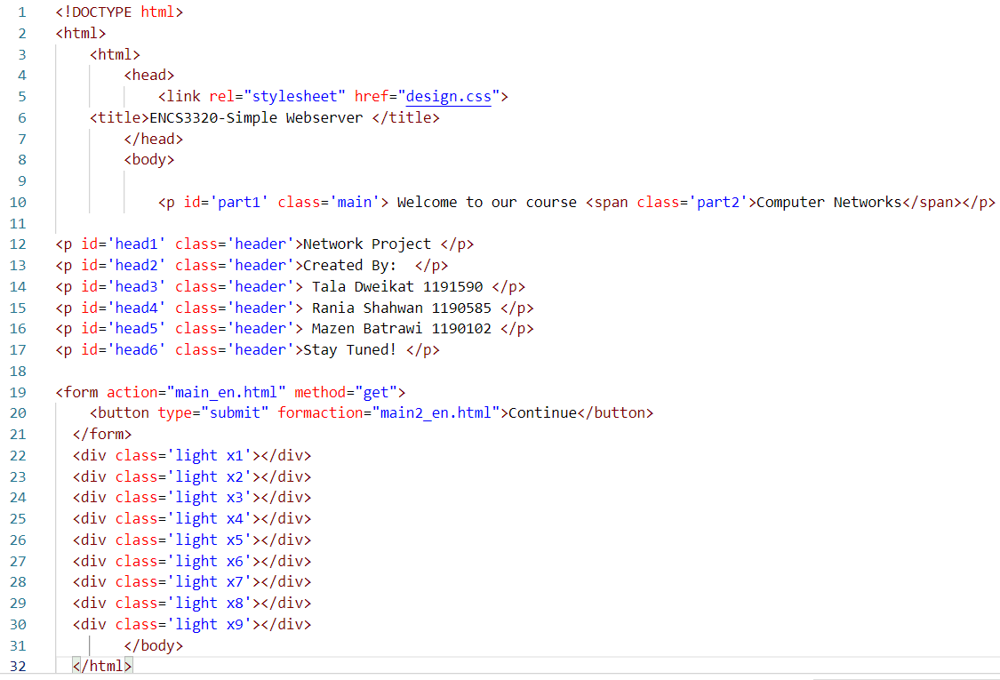 1 <!DOCTYPE html>
2 <html>
3 <html>
4 <head>
5 <link rel="stylesheet" href="design.css">
6 <title>ENCS3320-Simple Webserver </title>
7 </head>
8 <body>
9
10 <p id='part1' class='main'> Welcome to our course <span class='part2'>Computer Networks</span></p>
11
12 <p id='head1' class='header'>Network Project </p>
13 <p id='head2' class='header'>Created By:  </p>
14 <p id='head3' class='header'> Tala Dweikat 1191590 </p>
15 <p id='head4' class='header'> Rania Shahwan 1190585 </p>
16 <p id='head5' class='header'> Mazen Batrawi 1190102 </p>
17 <p id='head6' class='header'>Stay Tuned! </p>
18
19 <form action="main_en.html" method="get">
20 <button type="submit" formaction="main2_en.html">Continue</button>
21 </form>
22 <div class='light x1'></div>
23 <div class='light x2'></div>
24 <div class='light x3'></div>
25 <div class='light x4'></div>
26 <div class='light x5'></div>
27 <div class='light x6'></div>
28 <div class='light x7'></div>
29 <div class='light x8'></div>
30 <div class='light x9'></div>
31 </body>
32 </html>